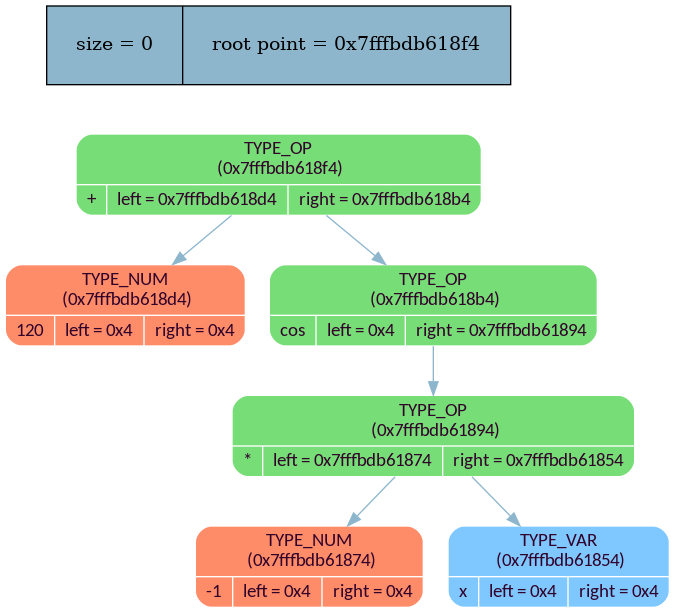 size = 0 root point = 0x7fffbdb618f4
TYPE_OP
(0x7fffbdb618f4)
+ left = 0x7fffbdb618d4 right = 0x7fffbdb618b4
TYPE_NUM
(0x7fffbdb618d4)
120 left = 0x4 right = 0x4
TYPE_OP
(0x7fffbdb618b4)
cos left = 0x4 right = 0x7fffbdb61894
TYPE_OP
(0x7fffbdb61894)
* left = 0x7fffbdb61874 right = 0x7fffbdb61854
TYPE_NUM
(0x7fffbdb61874)
-1 left = 0x4 right = 0x4
TYPE_VAR
(0x7fffbdb61854)
x left = 0x4 right = 0x4